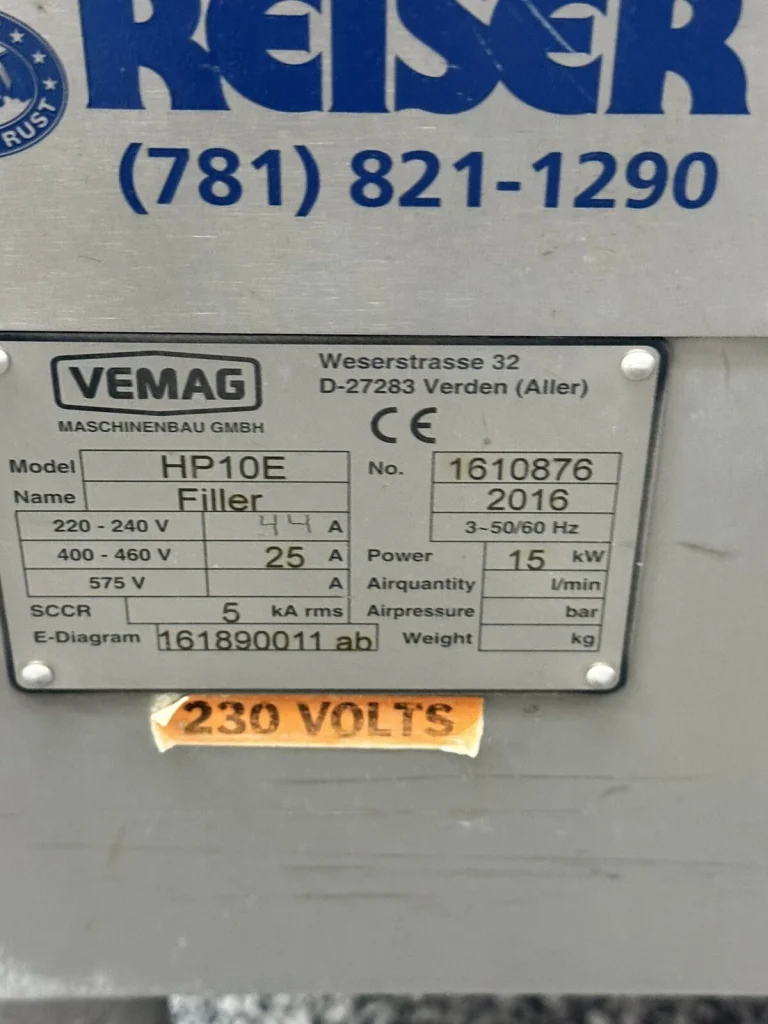 REISER
RUST
(781) 821-1290
VEMAG
MASCHINENBAU GMBH
Weserstrasse 32
D-27283 Verden (Aller)
CE
Model HP10E No. 1610876
Name Filler 2016
220 - 240 V 44 A 3~50/60 Hz
400 - 460 V 25 A Power 15 kW
575 V A Airquantity l/min
SCCR 5 kA rms Airpressure bar
E-Diagram 161890011 ab Weight kg
230 VOLTS